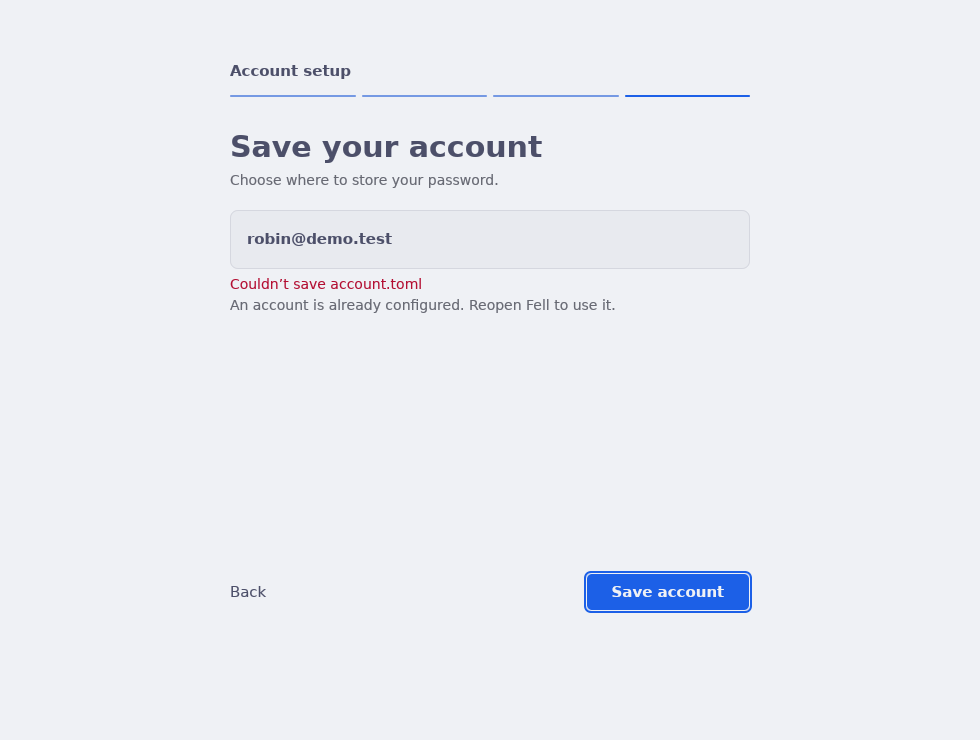 Account setup
Save your account
Choose where to store your password.
robin@demo.test
Couldn’t save account.toml
An account is already configured. Reopen Fell to use it.
Back
Save account